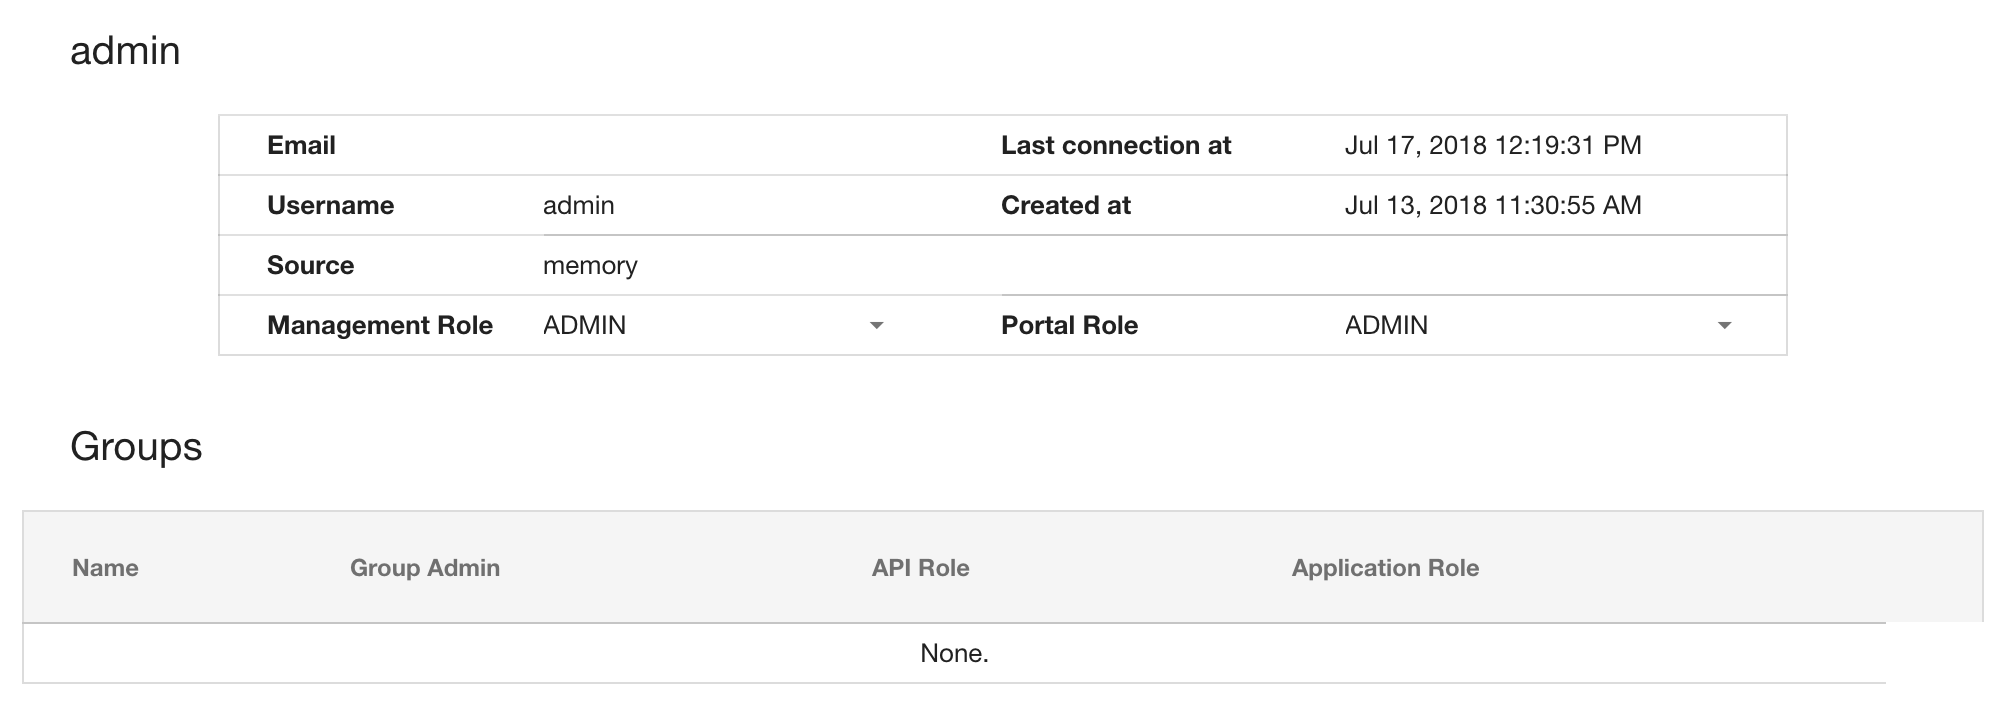 admin
Email Last connection at Jul 17, 2018 12:19:31 PM
Username admin Created at Jul 13, 2018 11:30:55 AM
Source memory
Management Role ADMIN Portal Role ADMIN
Groups
Name Group Admin API Role Application Role
None.